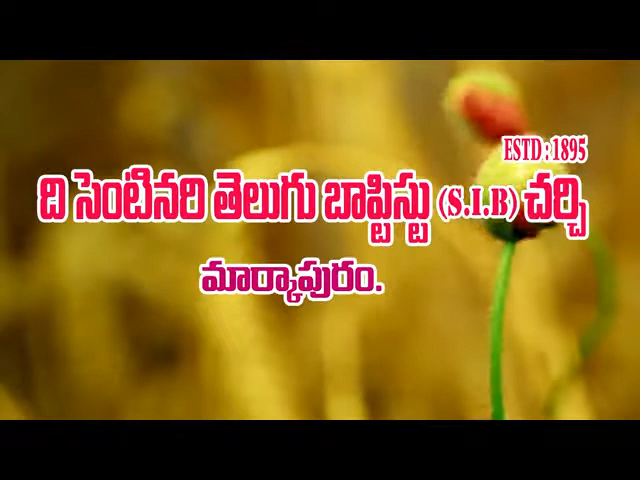 ESTD : 1895
ది సెంటినరి తెలుగు బాప్టిస్టు (S.I.B) చర్చి
మార్కాపురం.